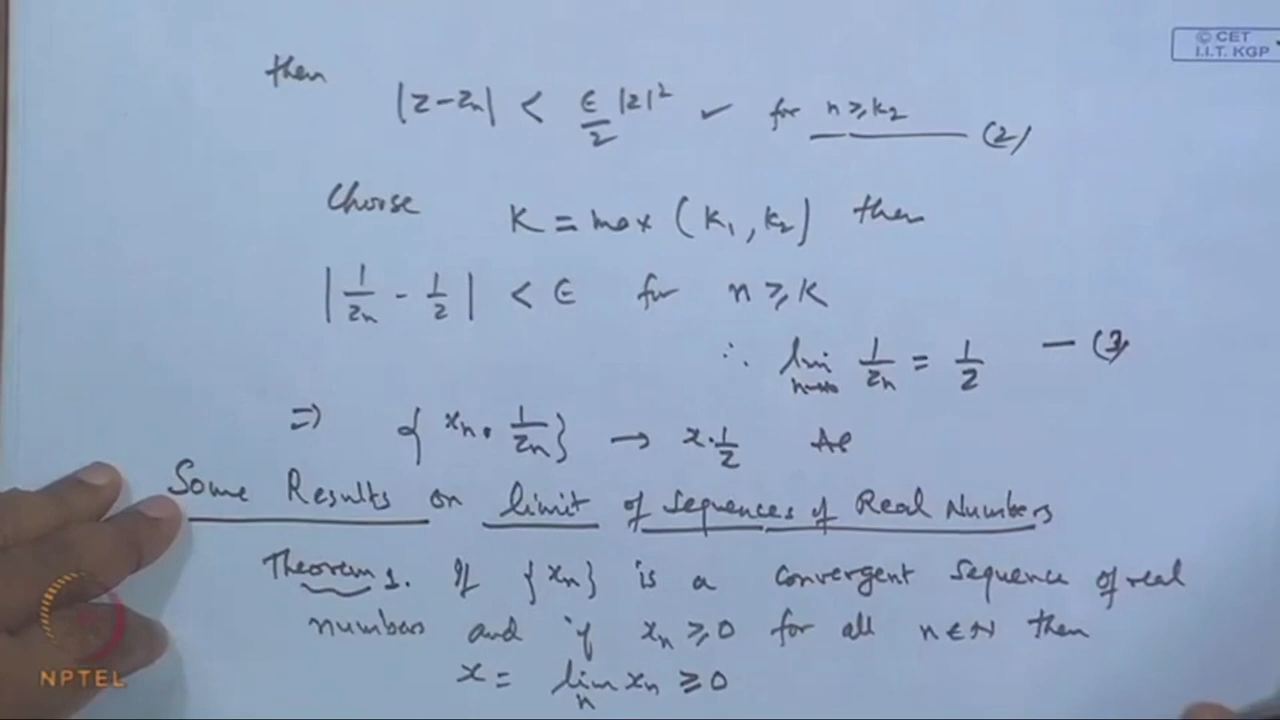 © CET
I.I.T. KGP
then |z-zn| < ε/2 |z|² ✓ for n ≥ k2 (2)
Choose K = max (k1, k2) then
|1/zn - 1/z| < ε for n ≥ K
∴ lim n→∞ 1/zn = 1/z — (3)
⇒ {xn · 1/zn} → x · 1/z
Some Results on limit of Sequences of Real Numbers
Theorem 1. If {xn} is a convergent sequence of real
numbers and if xn ≥ 0 for all n ∈ N then
x = lim n xn ≥ 0
NPTEL